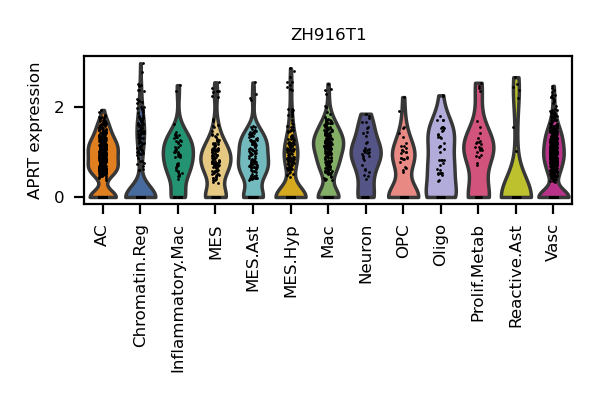 ZH916T1
APRT expression
2
0
AC
Chromatin.Reg
Inflammatory.Mac
MES
MES.Ast
MES.Hyp
Mac
Neuron
OPC
Oligo
Prolif.Metab
Reactive.Ast
Vasc